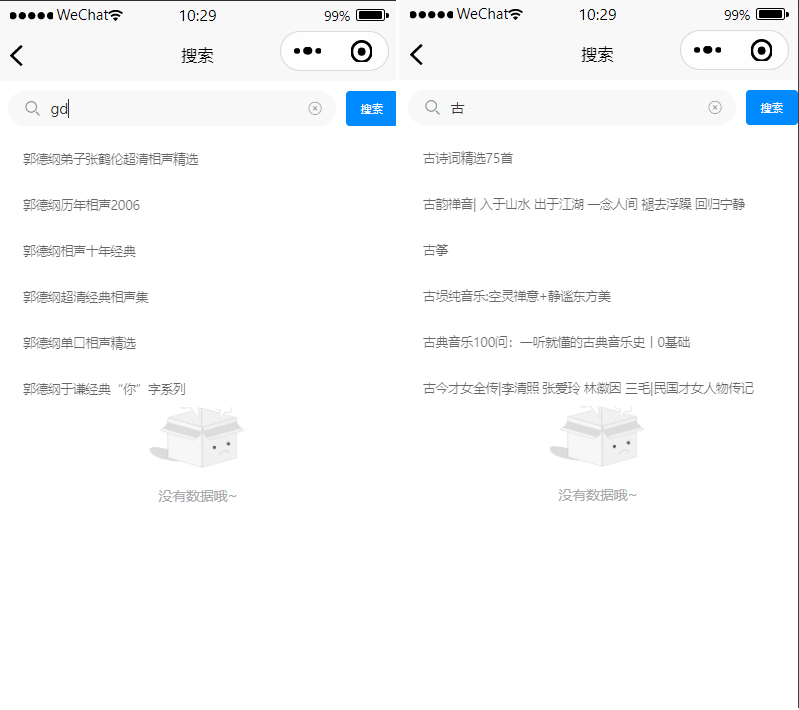 WeChat 10:29 99%
搜索
gd 搜索
郭德纲弟子张鹤伦超清相声精选
郭德纲历年相声2006
郭德纲相声十年经典
郭德纲超清经典相声集
郭德纲单口相声精选
郭德纲于谦经典“你”字系列
没有数据哦~
WeChat 10:29 99%
搜索
古 搜索
古诗词精选75首
古韵禅音| 入于山水 出于江湖 一念人间 褪去浮躁 回归宁静
古筝
古埙纯音乐:空灵禅意+静谧东方美
古典音乐100问：一听就懂的古典音乐史丨0基础
古今才女全传|李清照 张爱玲 林徽因 三毛|民国才女人物传记
没有数据哦~